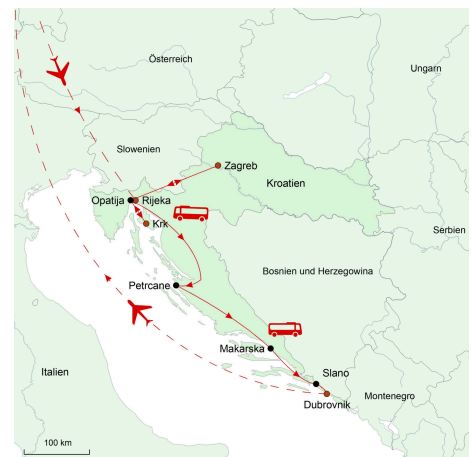 Österreich
Ungarn
Slowenien
Zagreb
Kroatien
Opatija
Rijeka
Krk
Serbien
Bosnien und Herzegowina
Petrcane
Makarska
Italien
Slano
Montenegro
Dubrovnik
100 km